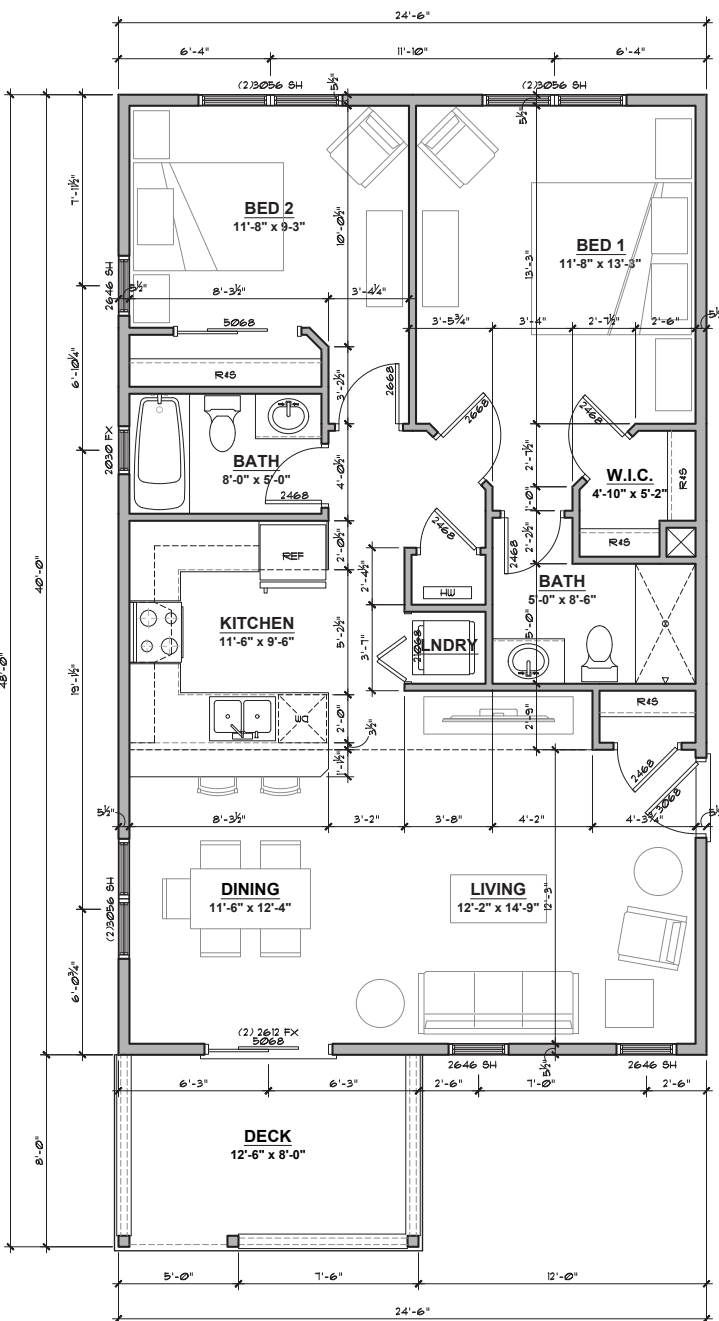 24'-6"
6'-4" 11'-10" 6'-4"
(2)3056 SH 5½" (2)3056 SH
5½"
7'-11½"
BED 2
11'-8" x 9'-3"
10'-0½"
BED 1
11'-8" x 13'-3"
13'-3"
2646 SH
5½" 8'-3½" 3'-4¼"
5068
3'-5¾" 3'-4" 2'-7½" 2'-6" 5½"
6'-10¼"
R&S
3'-2½"
2668
2668
2468
2030 FX
BATH
8'-0" x 5'-0"
2468
4'-0½"
2'-7½"
W.I.C.
4'-10" x 5'-2"
R&S
1'-0"
R&S
40'-0"
48'-0"
REF
2'-0½"
2468
2468
2'-2½"
2'-4½"
HW
BATH
5'-0" x 8'-6"
KITCHEN
11'-6" x 9'-6"
5'-2½"
5'-0"
3'-7"
2068
LNDRY
19'-1½"
2'-0"
3½"
2'-9"
R&S
1'-1½"
2468
3068
5½" 8'-3½" 3'-2" 3'-8" 4'-2" 4'-3¼" 5½"
(2)3056 SH
DINING
11'-6" x 12'-4"
LIVING
12'-2" x 14'-9"
12'-3"
6'-0¾"
(2) 2612 FX
5068
2646 SH 5½" 2646 SH
6'-3" 6'-3" 2'-6" 7'-0" 2'-6"
8'-0"
DECK
12'-6" x 8'-0"
5'-0" 7'-6" 12'-0"
24'-6"